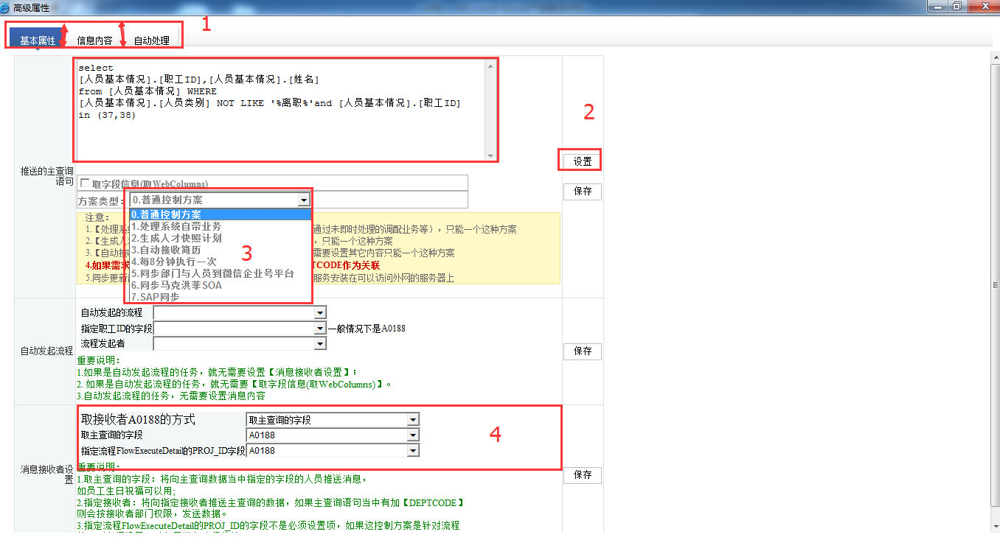 高级属性
1
基本属性 信息内容 自动处理
select
[人员基本情况].[职工ID],[人员基本情况].[姓名]
from [人员基本情况] WHERE
[人员基本情况].[人员类别] NOT LIKE '%离职%'and [人员基本情况].[职工ID]
in (37,38)
2
设置
推送的主查询
语句
取字段信息(取WebColumns)
保存
方案类型： 0.普通控制方案
0.普通控制方案
1.处理系统自带业务
2.生成人才快照计划
3.自动接收简历
4.每8分钟执行一次
5.同步部门与人员到微信企业号平台
6.同步马克洪菲SOA
7.SAP同步
3
注意：
1.【处理系 通过未即时处理的调配业务等），只能一个这种方案
2.【生成人 ，只能一个这种方案
3.【自动接 需要设置其它内容只能一个这种方案
4.如果需求 TCODE作为关联
5.同步更新 服务安装在可以访问外网的服务器上
自动发起流程
自动发起的流程
指定职工ID的字段 一般情况下是A0188
流程发起者
保存
重要说明：
1.如果是自动发起流程的任务，就无需要设置【消息接收者设置】；
2. 如果是自动发起流程的任务，就无需要【取字段信息(取WebColumns)】。
3.自动发起流程的任务，无需要设置消息内容
消息接收者设
置
取接收者A0188的方式 取主查询的字段
取主查询的字段 A0188
指定流程FlowExecuteDetail的PROJ_ID字段 A0188
4
保存
重要说明：
1.取主查询的字段：将向主查询数据当中指定的字段的人员推送消息，
如员工生日祝福可以用;
2.指定接收者：将向指定接收者推送主查询的数据，如果主查询语句当中有加【DEPTCODE】
则会按接收者部门权限，发送数据。
3.指定流程FlowExecuteDetail的PROJ_ID的字段不是必须设置项，如果这控制方案是针对流程